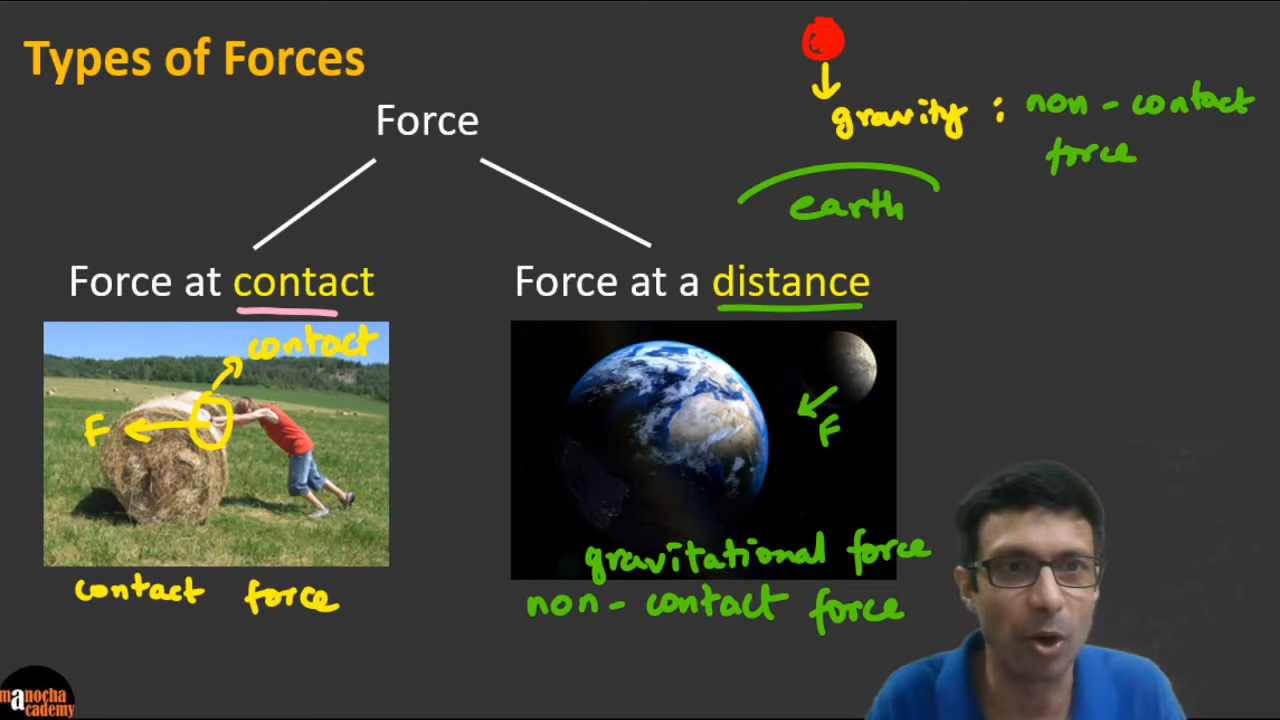 Types of Forces
Force
gravity : non - contact
force
earth
Force at contact
Force at a distance
contact
F
F
gravitational force
contact force
non - contact force
manocha
academy